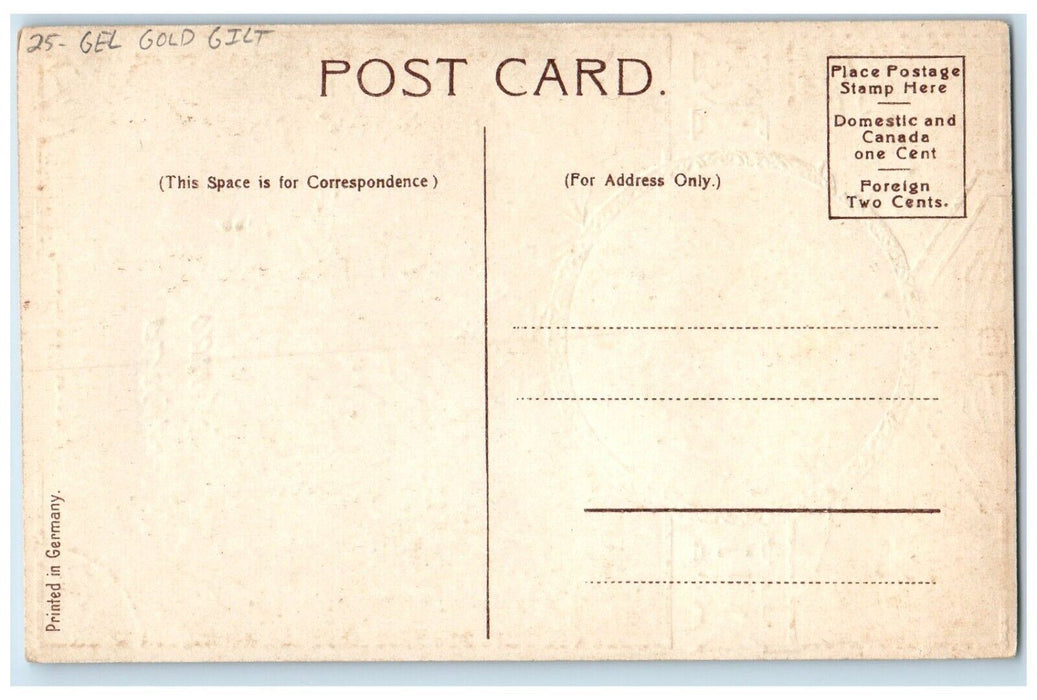 25- GEL GOLD GILT
POST CARD.
Place Postage
Stamp Here
Domestic and
Canada
one Cent
Foreign
Two Cents.
(This Space is for Correspondence)
(For Address Only.)
Printed in Germany.